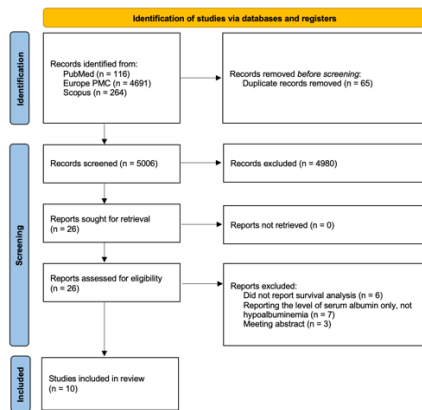 Identification of studies via databases and registers
Identification
Records identified from:
PubMed (n = 116)
Europe PMC (n = 4691)
Scopus (n = 264)
Records removed before screening:
Duplicate records removed (n = 65)
Screening
Records screened (n = 5006)
Records excluded (n = 4980)
Reports sought for retrieval
(n = 26)
Reports not retrieved (n = 0)
Reports assessed for eligibility
(n = 26)
Reports excluded:
Did not report survival analysis (n = 6)
Reporting the level of serum albumin only, not
hypoalbuminemia (n = 7)
Meeting abstract (n = 3)
Included
Studies included in review
(n = 10)